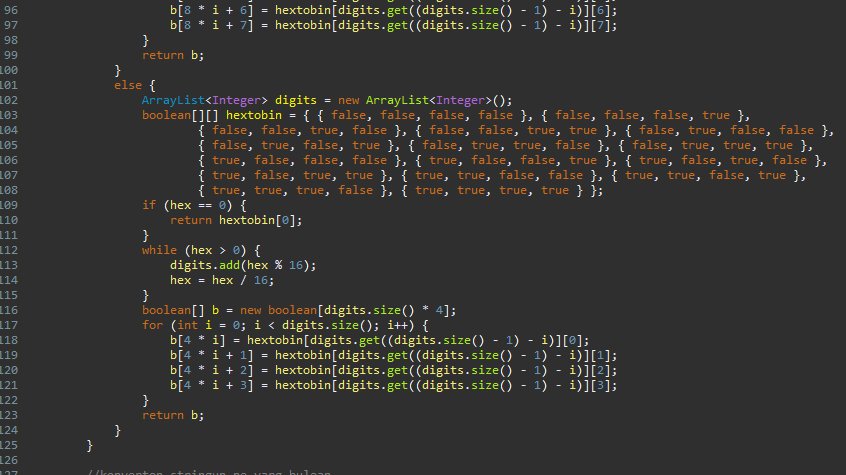 96 b[8 * i + 6] = hextobin[digits.get((digits.size() - 1) - i)][6];
97 b[8 * i + 7] = hextobin[digits.get((digits.size() - 1) - i)][7];
98 }
99 return b;
100 }
101 else {
102 ArrayList<Integer> digits = new ArrayList<Integer>();
103 boolean[][] hextobin = { { false, false, false, false }, { false, false, false, true },
104 { false, false, true, false }, { false, false, true, true }, { false, true, false, false },
105 { false, true, false, true }, { false, true, true, false }, { false, true, true, true },
106 { true, false, false, false }, { true, false, false, true }, { true, false, true, false },
107 { true, false, true, true }, { true, true, false, false }, { true, true, false, true },
108 { true, true, true, false }, { true, true, true, true } };
109 if (hex == 0) {
110 return hextobin[0];
111 }
112 while (hex > 0) {
113 digits.add(hex % 16);
114 hex = hex / 16;
115 }
116 boolean[] b = new boolean[digits.size() * 4];
117 for (int i = 0; i < digits.size(); i++) {
118 b[4 * i] = hextobin[digits.get((digits.size() - 1) - i)][0];
119 b[4 * i + 1] = hextobin[digits.get((digits.size() - 1) - i)][1];
120 b[4 * i + 2] = hextobin[digits.get((digits.size() - 1) - i)][2];
121 b[4 * i + 3] = hextobin[digits.get((digits.size() - 1) - i)][3];
122 }
123 return b;
124 }
125 }
126
127